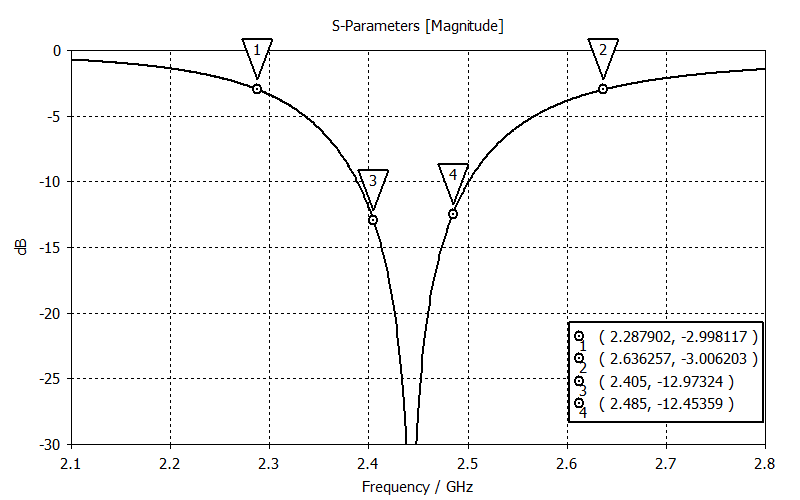 S-Parameters [Magnitude]
0
-5
-10
-15
-20
-25
-30
dB
1
2
3
4
1 ( 2.287902, -2.998117 )
2 ( 2.636257, -3.006203 )
3 ( 2.405, -12.97324 )
4 ( 2.485, -12.45359 )
2.1 2.2 2.3 2.4 2.5 2.6 2.7 2.8
Frequency / GHz